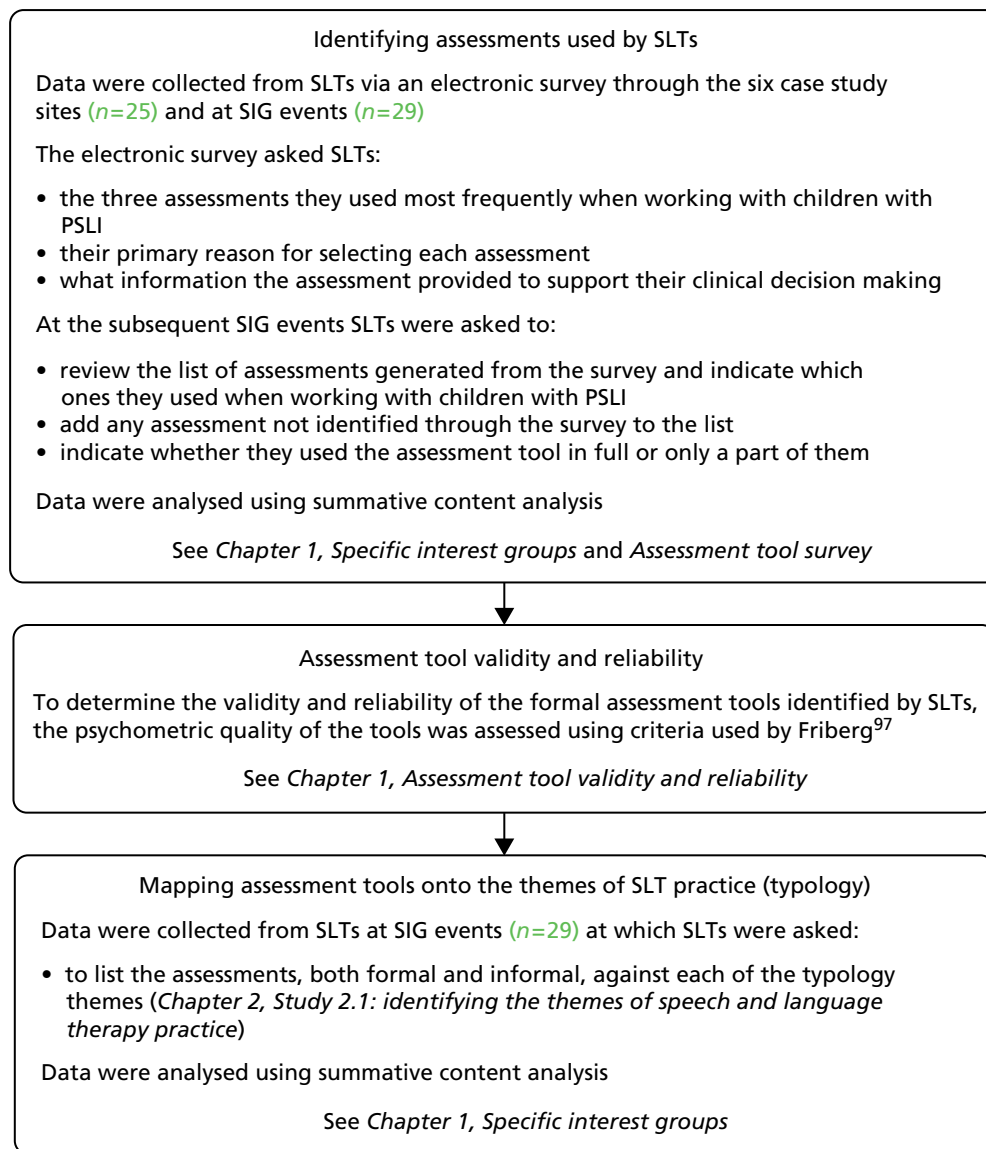 Identifying assessments used by SLTs
Data were collected from SLTs via an electronic survey through the six case study
sites (n=25) and at SIG events (n=29)
The electronic survey asked SLTs:
• the three assessments they used most frequently when working with children with
PSLI
• their primary reason for selecting each assessment
• what information the assessment provided to support their clinical decision making
At the subsequent SIG events SLTs were asked to:
• review the list of assessments generated from the survey and indicate which
ones they used when working with children with PSLI
• add any assessment not identified through the survey to the list
• indicate whether they used the assessment tool in full or only a part of them
Data were analysed using summative content analysis
See Chapter 1, Specific interest groups and Assessment tool survey
Assessment tool validity and reliability
To determine the validity and reliability of the formal assessment tools identified by SLTs,
the psychometric quality of the tools was assessed using criteria used by Friberg97
See Chapter 1, Assessment tool validity and reliability
Mapping assessment tools onto the themes of SLT practice (typology)
Data were collected from SLTs at SIG events (n=29) at which SLTs were asked:
• to list the assessments, both formal and informal, against each of the typology
themes (Chapter 2, Study 2.1: identifying the themes of speech and language
therapy practice)
Data were analysed using summative content analysis
See Chapter 1, Specific interest groups